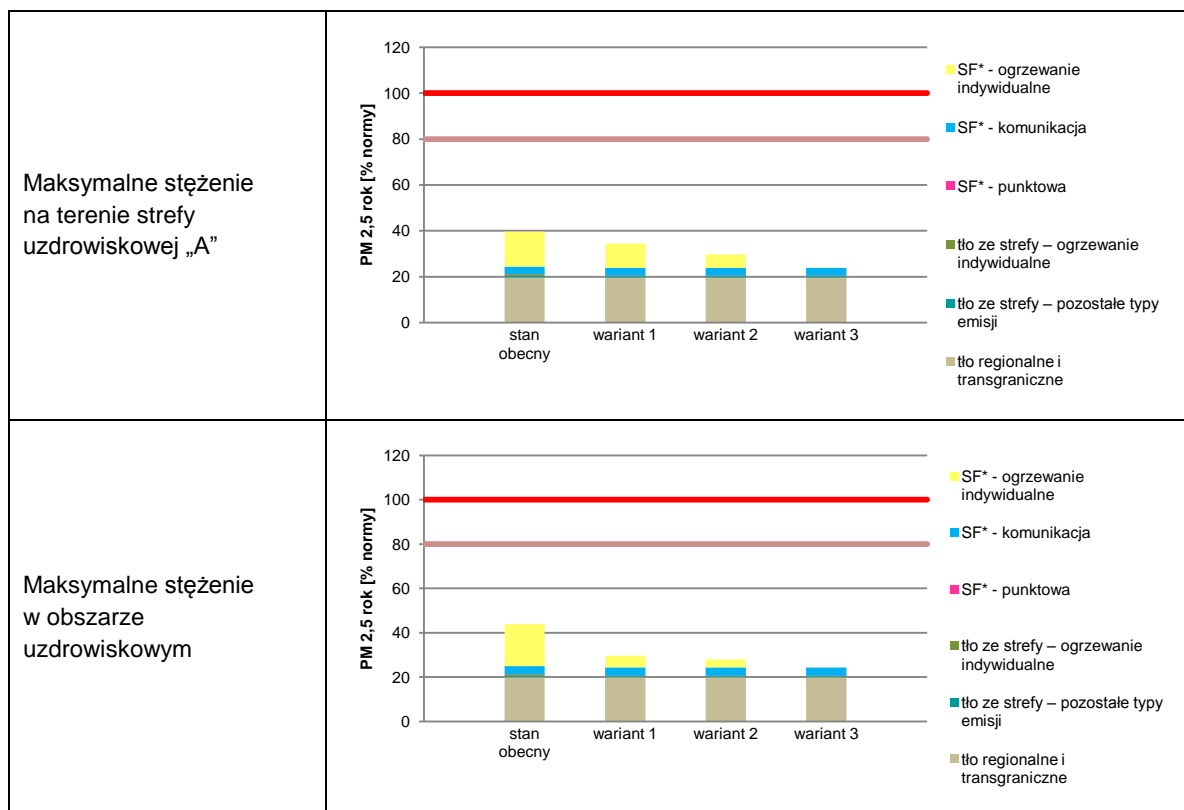 Maksymalne stężenie
na terenie strefy
uzdrowiskowej „A”
PM 2,5 rok [% normy]
120
100
80
60
40
20
0
stan
obecny
wariant 1
wariant 2
wariant 3
SF* - ogrzewanie
indywidualne
SF* - komunikacja
SF* - punktowa
tło ze strefy – ogrzewanie
indywidualne
tło ze strefy – pozostałe typy
emisji
tło regionalne i
transgraniczne
Maksymalne stężenie
w obszarze
uzdrowiskowym
PM 2,5 rok [% normy]
120
100
80
60
40
20
0
stan
obecny
wariant 1
wariant 2
wariant 3
SF* - ogrzewanie
indywidualne
SF* - komunikacja
SF* - punktowa
tło ze strefy – ogrzewanie
indywidualne
tło ze strefy – pozostałe typy
emisji
tło regionalne i
transgraniczne